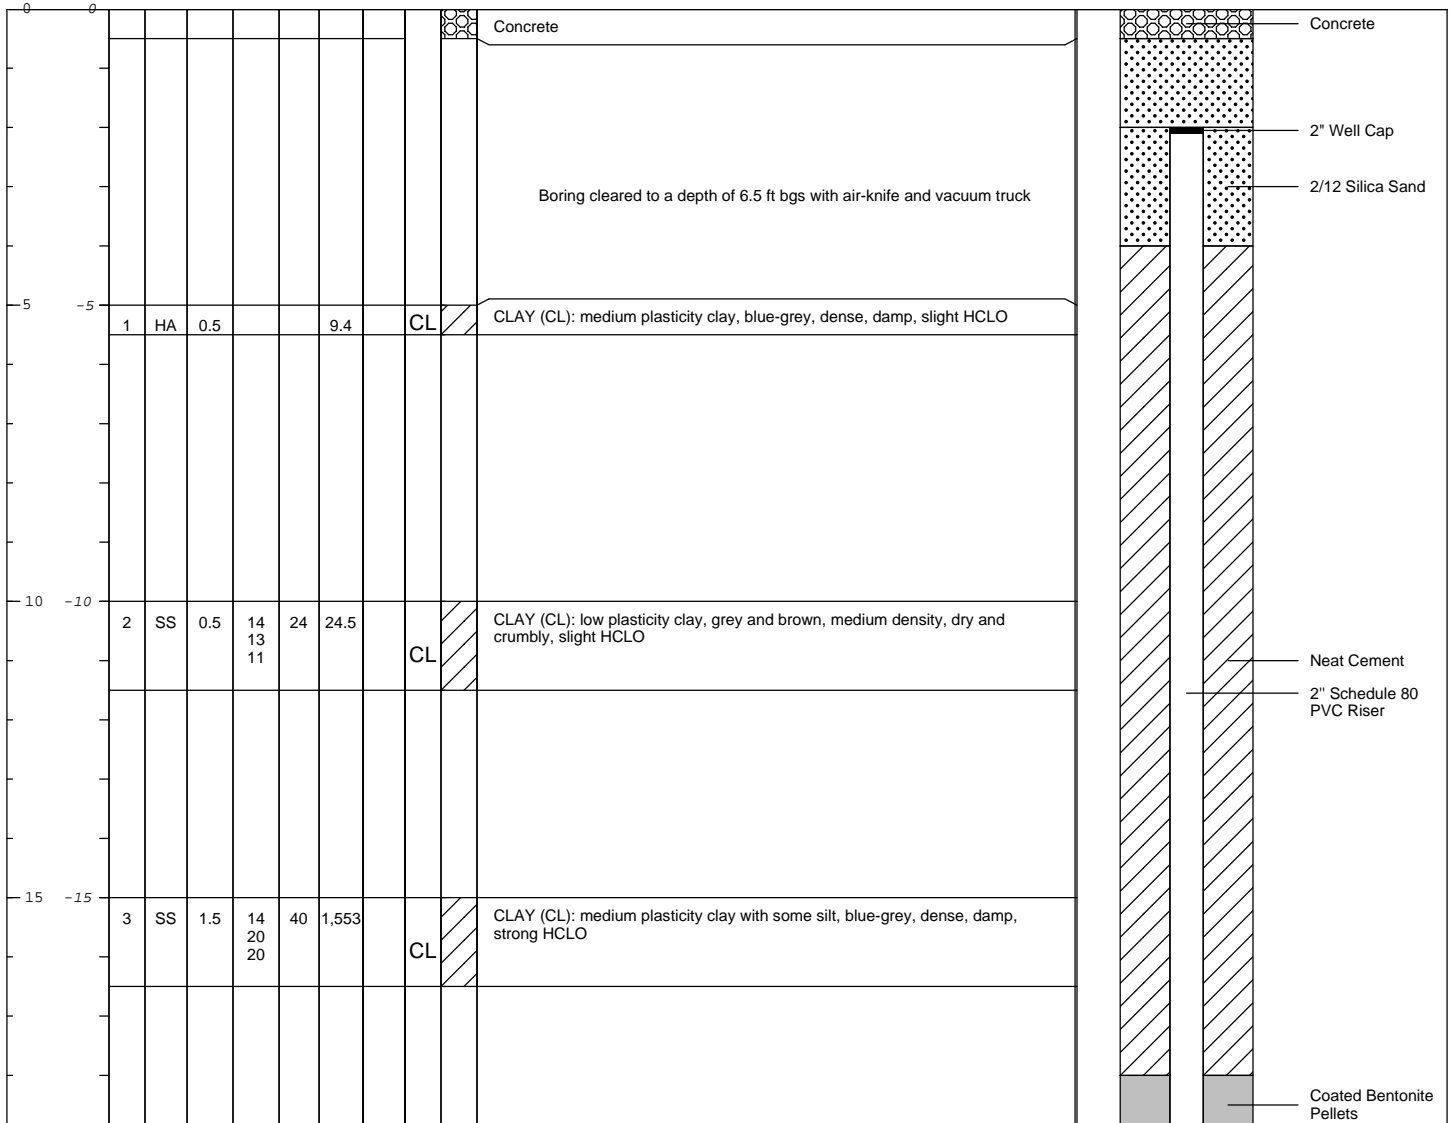 0 0
Concrete
Concrete
2" Well Cap
2/12 Silica Sand
Boring cleared to a depth of 6.5 ft bgs with air-knife and vacuum truck
5 -5
1 HA 0.5 9.4 CL
CLAY (CL): medium plasticity clay, blue-grey, dense, damp, slight HCLO
10 -10
2 SS 0.5 14 24 24.5
13
11
CL
CLAY (CL): low plasticity clay, grey and brown, medium density, dry and
crumbly, slight HCLO
Neat Cement
2" Schedule 80
PVC Riser
15 -15
3 SS 1.5 14 40 1,553
20
20
CL
CLAY (CL): medium plasticity clay with some silt, blue-grey, dense, damp,
strong HCLO
Coated Bentonite
Pellets